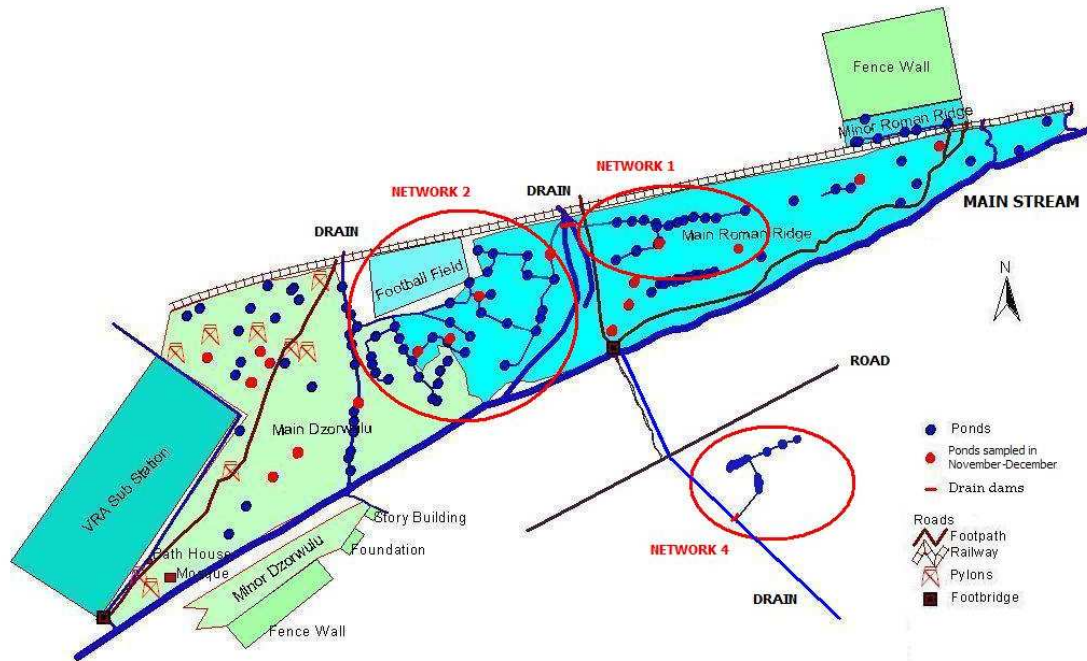 Fence Wall
Minor Roman Ridge
NETWORK 1
NETWORK 2
DRAIN
MAIN STREAM
DRAIN
Main Roman Ridge
Football Field
N
ROAD
Main Dzorwulu
Ponds
Ponds sampled in
November-December
Drain dams
VRA Sub Station
Story Building
Roads
Footpath
Railway
Foundation
NETWORK 4
Bath House
Mosque
Minor Dzorwulu
Pylons
DRAIN
Footbridge
Fence Wall